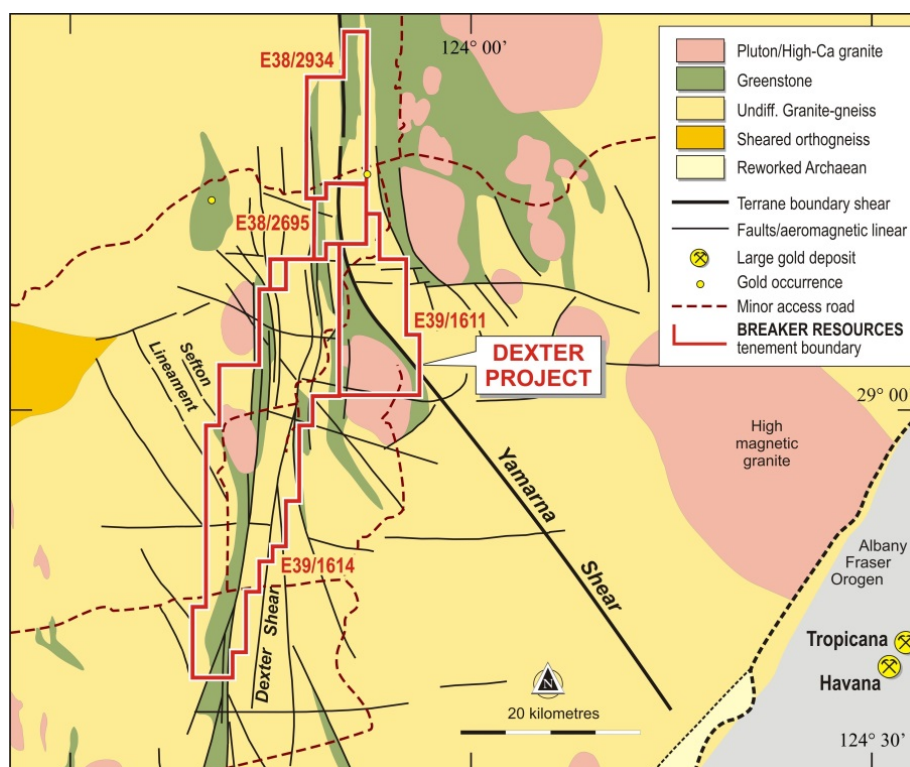 124° 00'
E38/2934
E38/2695
E39/1611
DEXTER
PROJECT
Sefton
Lineament
29° 00'
High
magnetic
granite
Yamarna
Shear
E39/1614
Dexter Shean
Albany
Fraser
Orogen
Tropicana
Havana
N
20 kilometres
124° 30'
Pluton/High-Ca granite
Greenstone
Undiff. Granite-gneiss
Sheared orthogneiss
Reworked Archaean
Terrane boundary shear
Faults/aeromagnetic linear
Large gold deposit
Gold occurrence
Minor access road
BREAKER RESOURCES
tenement boundary